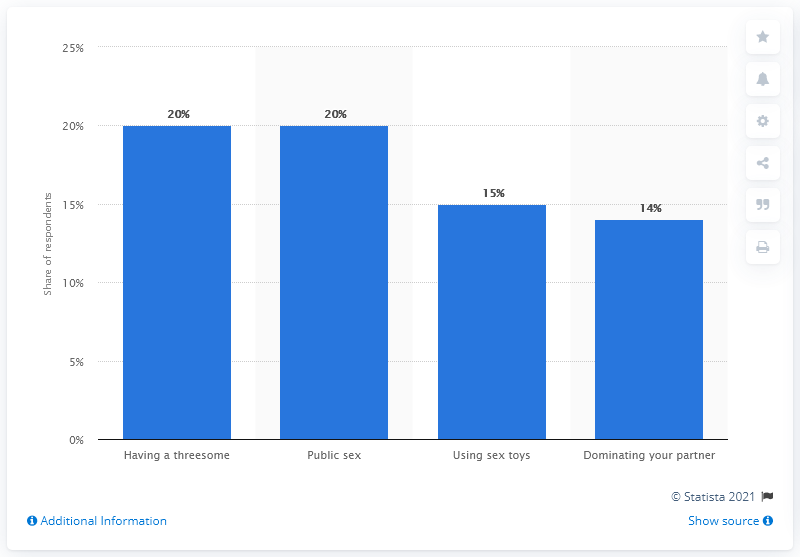 25%
20%
15%
10%
5%
0%
Share of respondents
20%
20%
15%
14%
Having a threesome
Public sex
Using sex toys
Dominating your partner
© Statista 2021
Additional Information
Show source